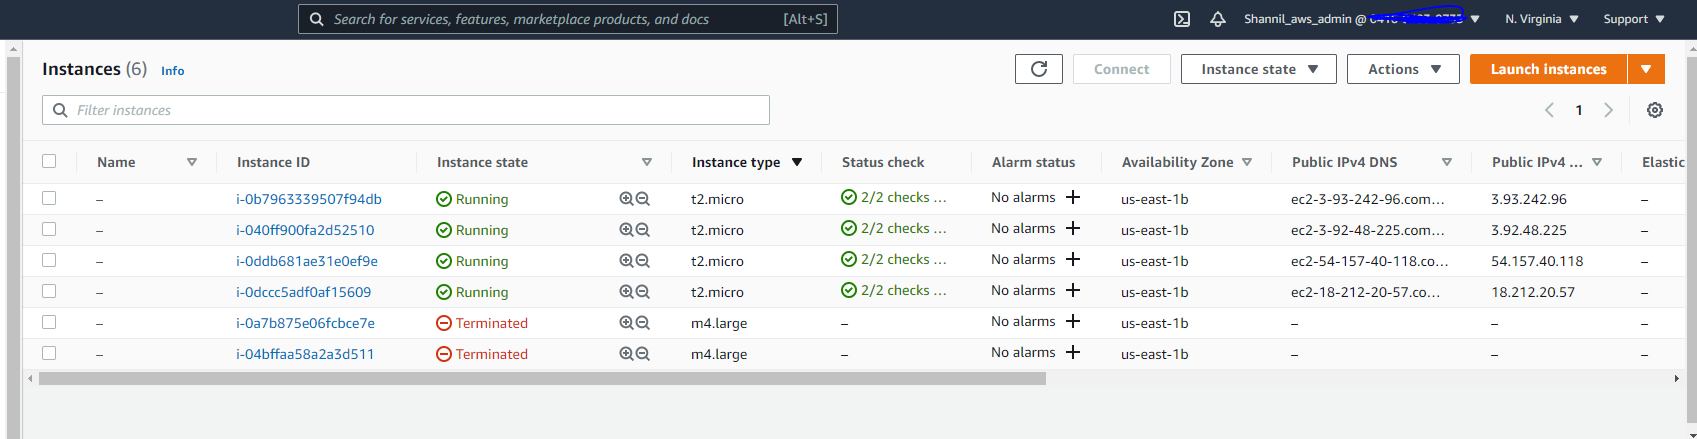 Search for services, features, marketplace products, and docs [Alt+S] Shannil_aws_admin @ N. Virginia Support
Instances (6) Info Connect Instance state Actions Launch instances
Filter instances 1
Name Instance ID Instance state Instance type Status check Alarm status Availability Zone Public IPv4 DNS Public IPv4 ... Elastic
– i-0b7963339507f94db Running t2.micro 2/2 checks ... No alarms + us-east-1b ec2-3-93-242-96.com... 3.93.242.96 –
– i-040ff900fa2d52510 Running t2.micro 2/2 checks ... No alarms + us-east-1b ec2-3-92-48-225.com... 3.92.48.225 –
– i-0ddb681ae31e0ef9e Running t2.micro 2/2 checks ... No alarms + us-east-1b ec2-54-157-40-118.co... 54.157.40.118 –
– i-0dccc5adf0af15609 Running t2.micro 2/2 checks ... No alarms + us-east-1b ec2-18-212-20-57.co... 18.212.20.57 –
– i-0a7b875e06fcbce7e Terminated m4.large – No alarms + us-east-1b – – –
– i-04bffaa58a2a3d511 Terminated m4.large – No alarms + us-east-1b – – –